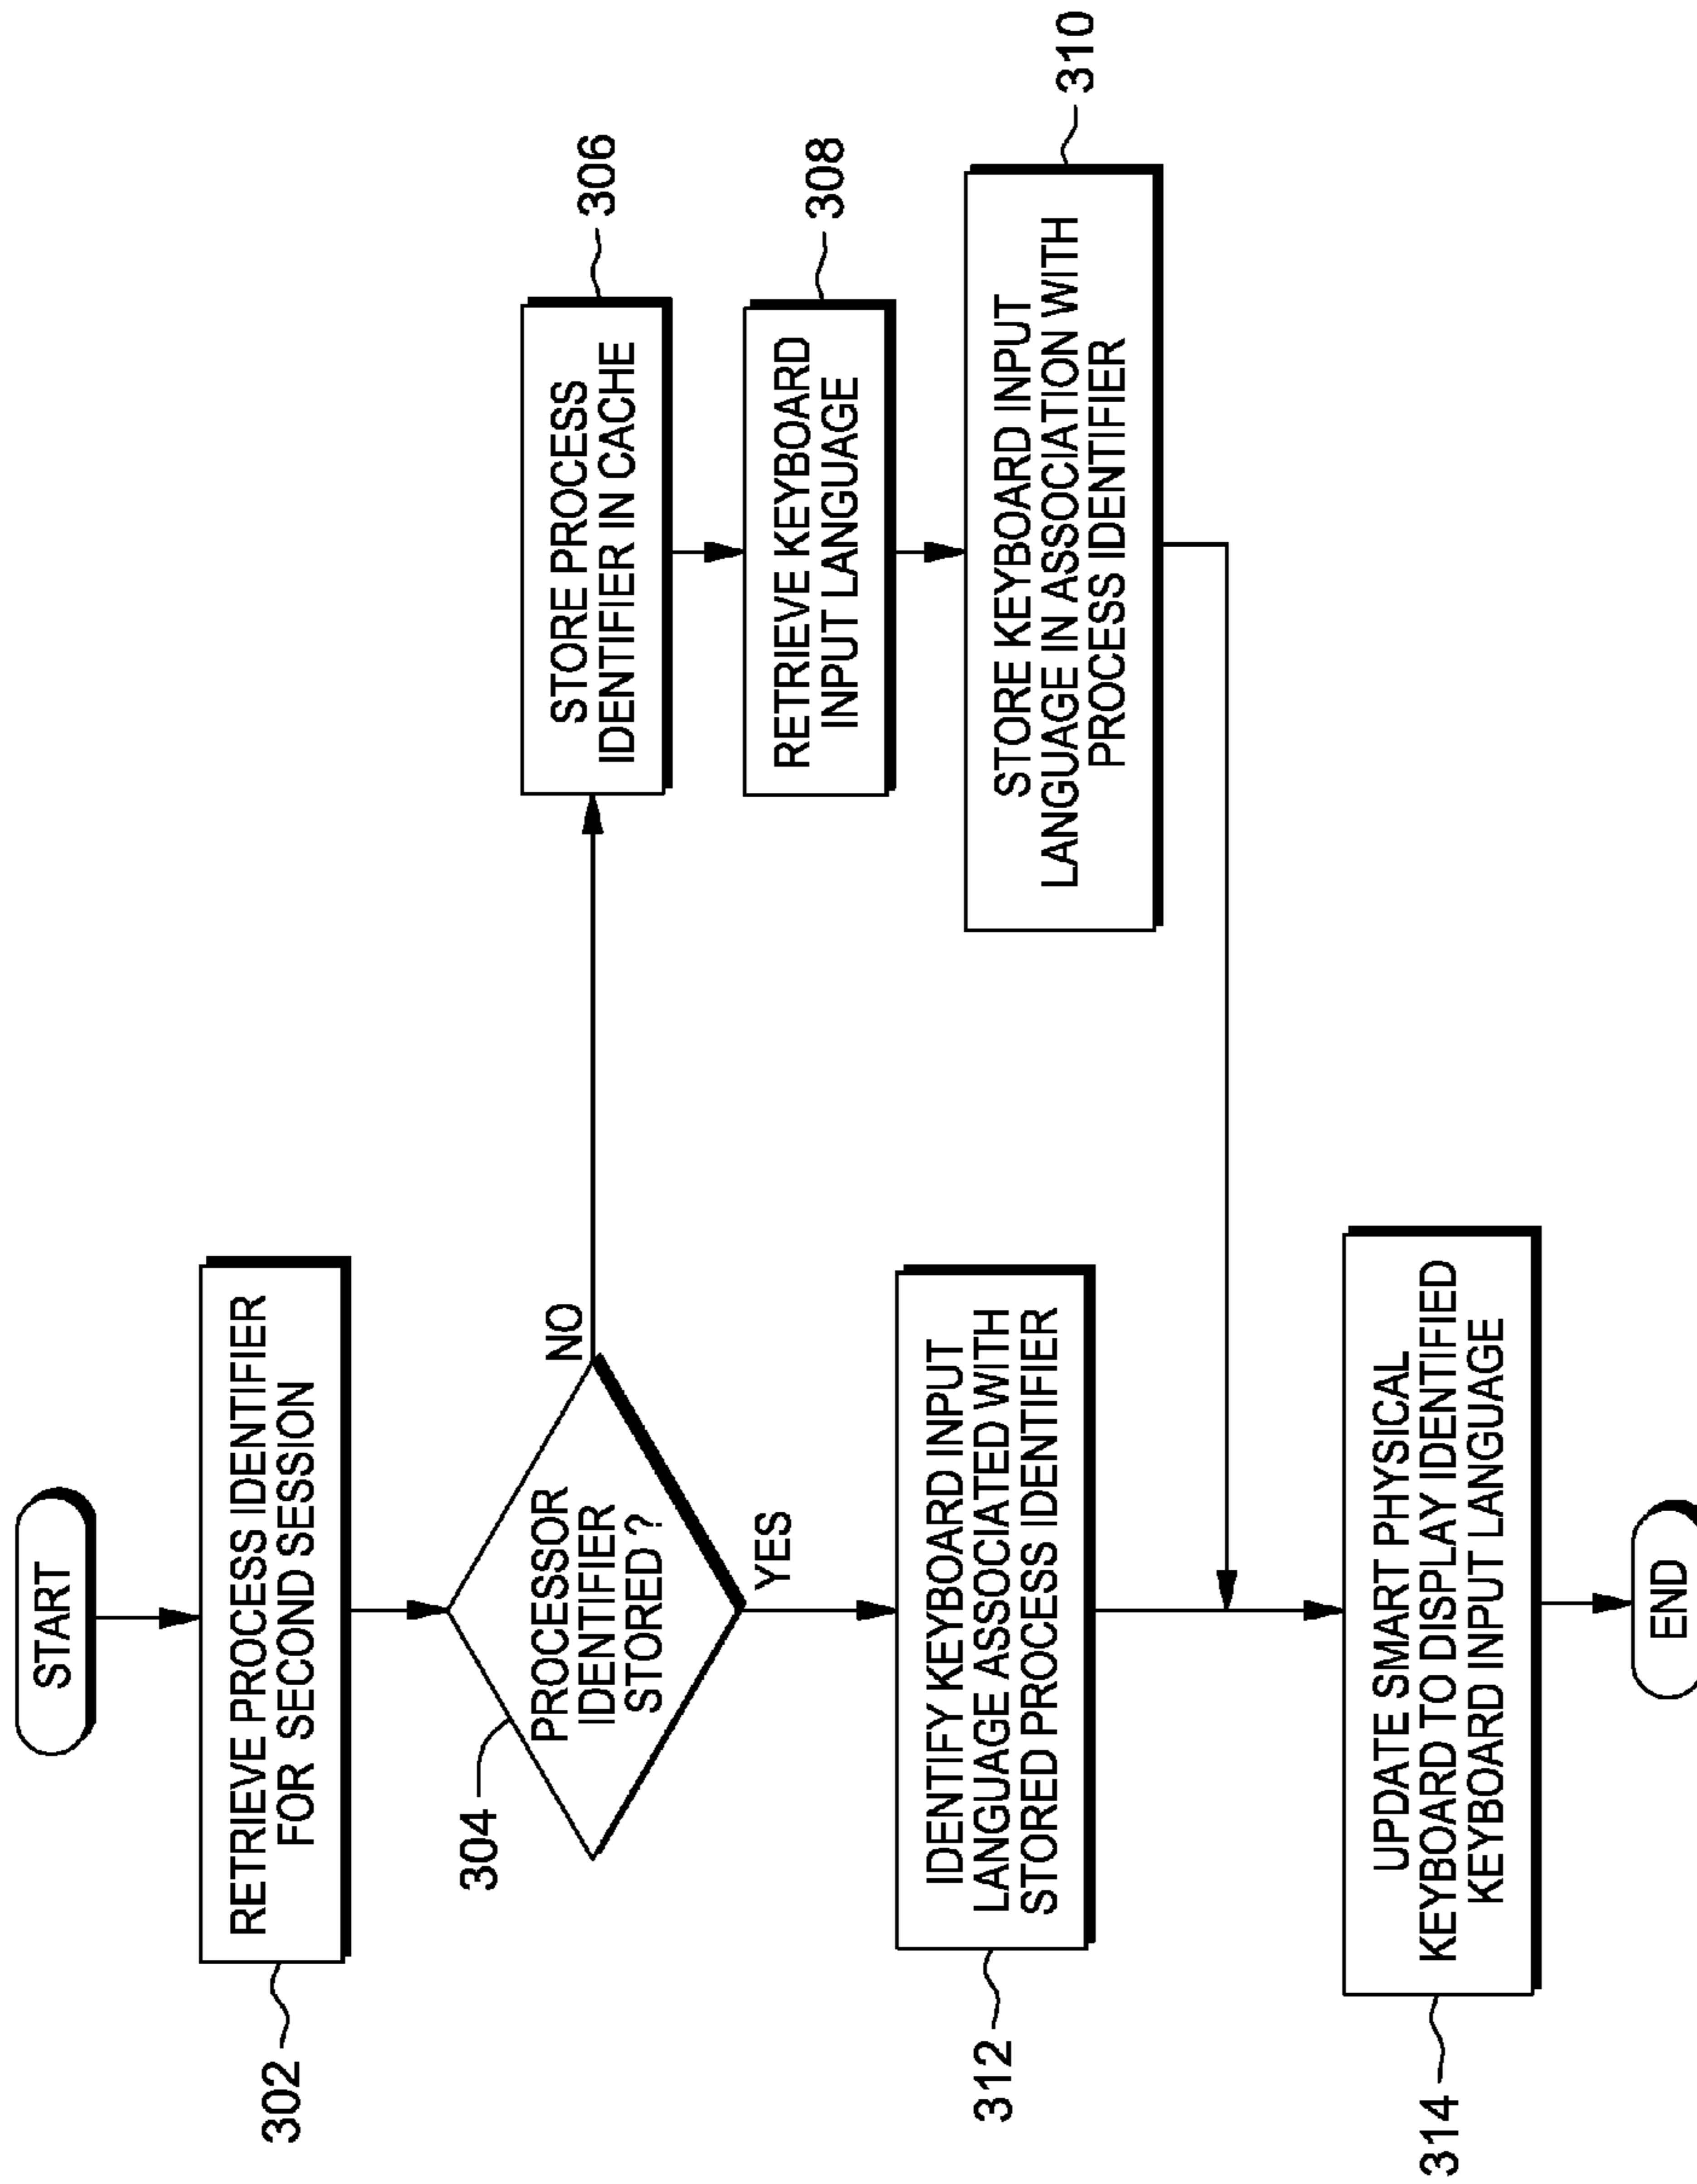 START
302
RETRIEVE PROCESS IDENTIFIER
FOR SECOND SESSION
304
PROCESSOR
IDENTIFIER
STORED ?
NO
YES
STORE PROCESS
IDENTIFIER IN CACHE
306
RETRIEVE KEYBOARD
INPUT LANGUAGE
308
STORE KEYBOARD INPUT
LANGUAGE IN ASSOCIATION WITH
PROCESS IDENTIFIER
310
312
IDENTIFY KEYBOARD INPUT
LANGUAGE ASSOCIATED WITH
STORED PROCESS IDENTIFIER
314
UPDATE SMART PHYSICAL
KEYBOARD TO DISPLAY IDENTIFIED
KEYBOARD INPUT LANGUAGE
END